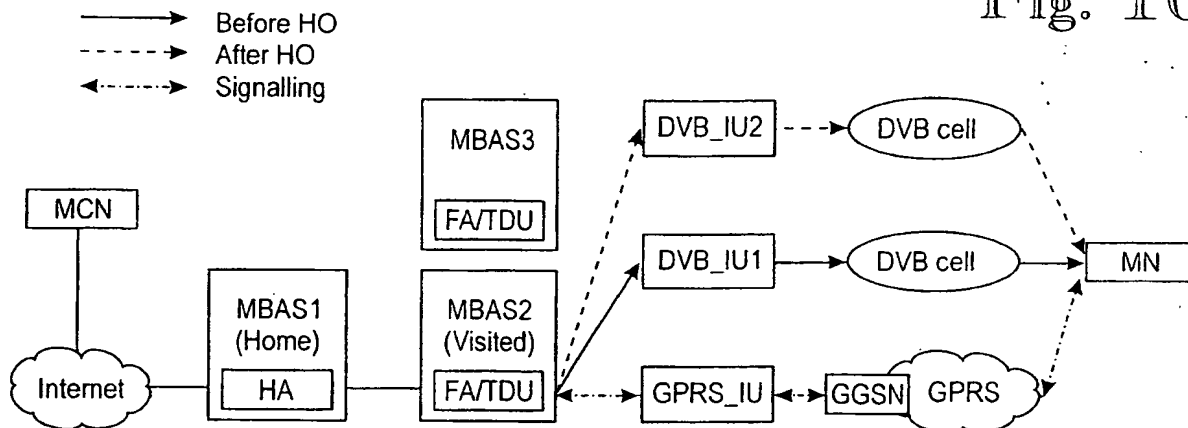 Before HO
After HO
Signalling
MBAS3
FA/TDU
DVB_IU2
DVB cell
MCN
DVB_IU1
DVB cell
MN
MBAS1
(Home)
HA
MBAS2
(Visited)
FA/TDU
Internet
GPRS_IU
GGSN
GPRS